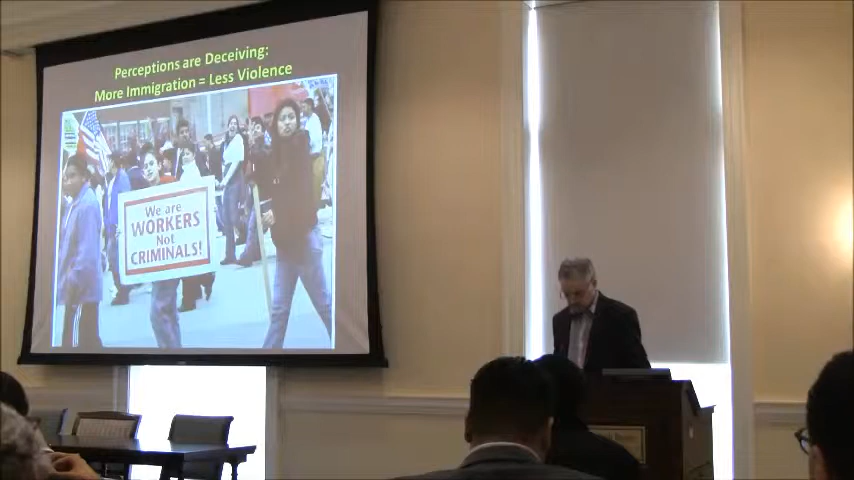 Perceptions are Deceiving:
More Immigration = Less Violence
We are
WORKERS
Not
CRIMINALS!